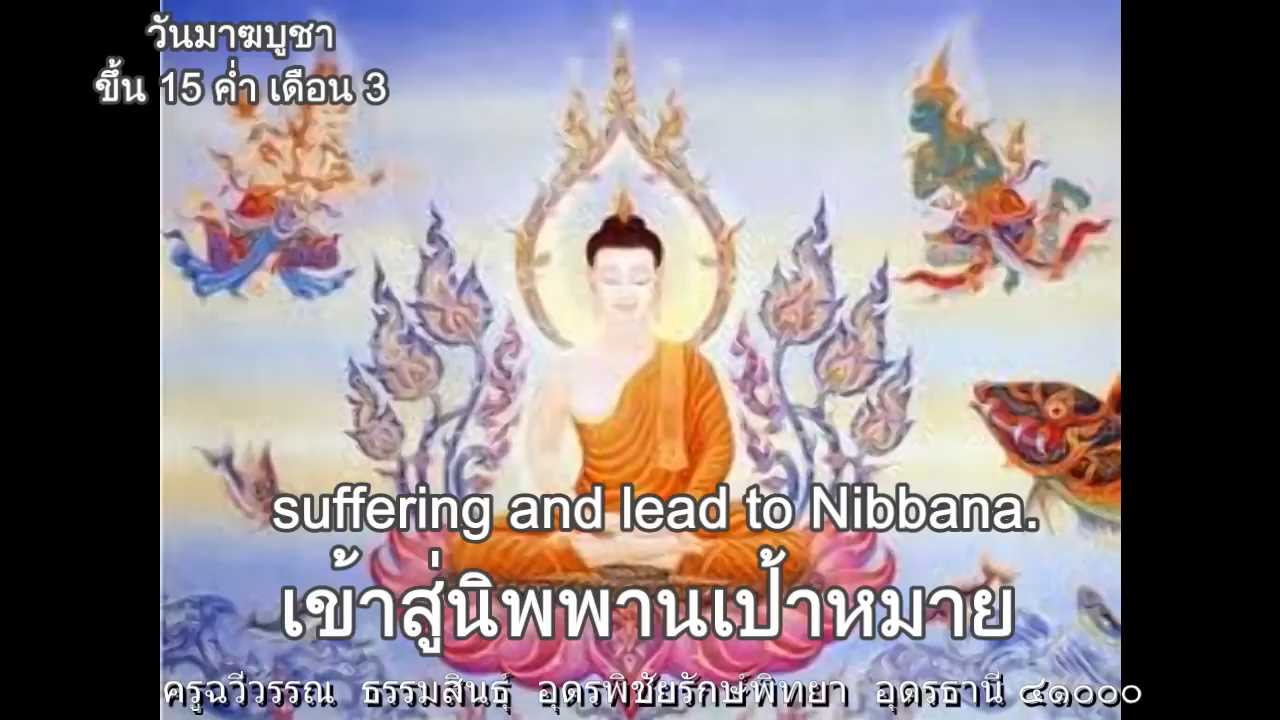 วันมาฆบูชา
ขึ้น 15 ค่ำ เดือน 3
suffering and lead to Nibbana.
เข้าสู่นิพพานเป้าหมาย
ครูฉวีวรรณ ธรรมสินธุ์ อุดรพิชัยรักษ์พิทยา อุดรธานี ๔๑๐๐๐